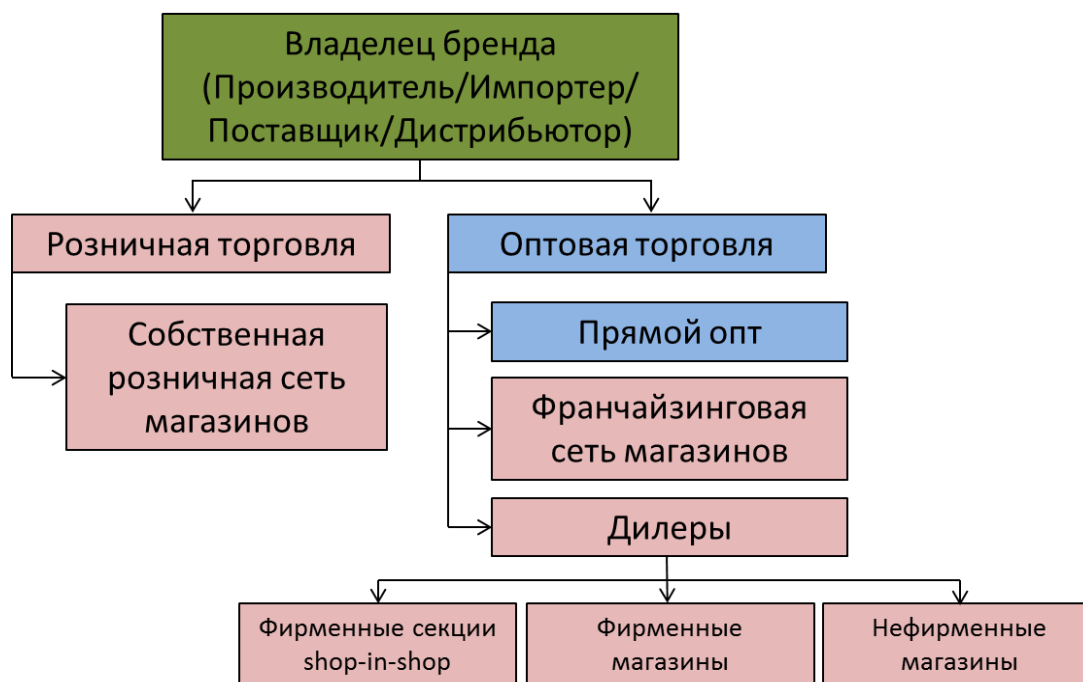 Владелец бренда
(Производитель/Импортер/
Поставщик/Дистрибьютор)
Розничная торговля
Оптовая торговля
Собственная
розничная сеть
магазинов
Прямой опт
Франчайзинговая
сеть магазинов
Дилеры
Фирменные секции
shop-in-shop
Фирменные
магазины
Нефирменные
магазины